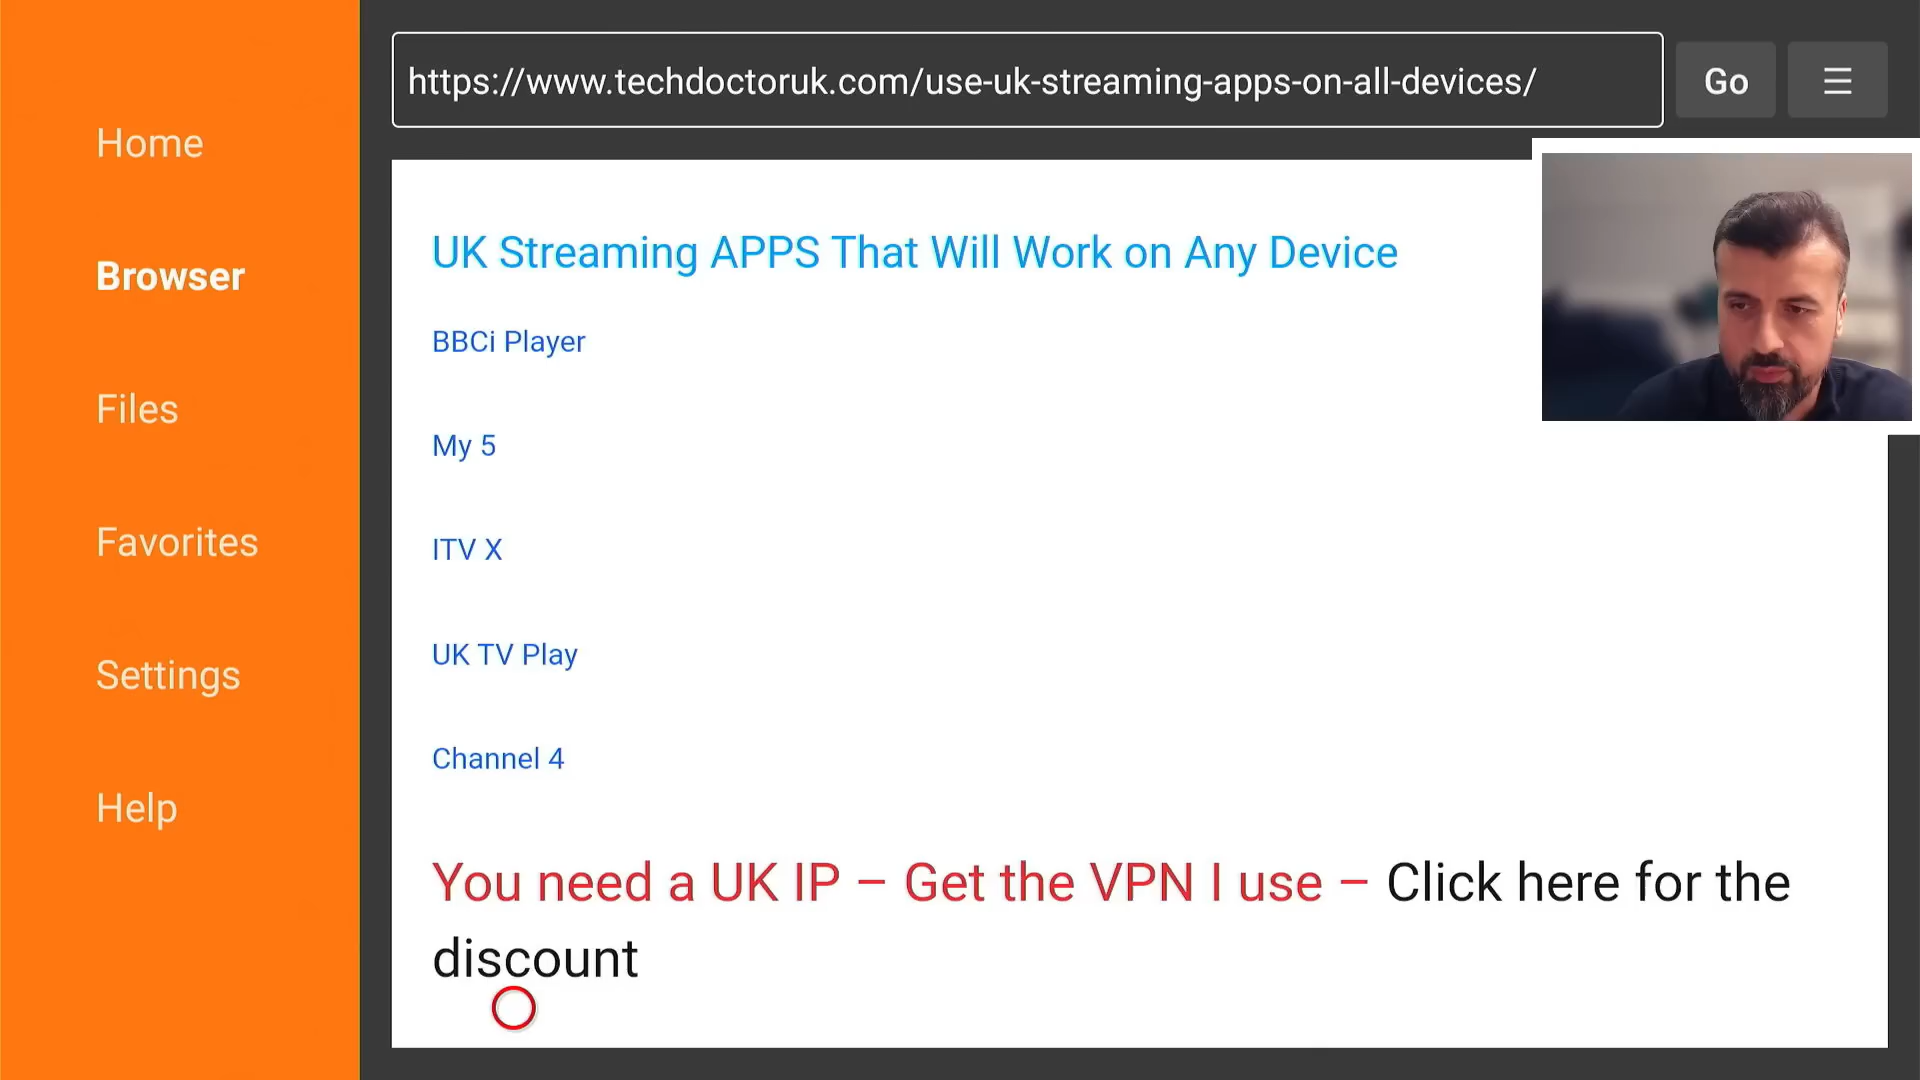 https://www.techdoctoruk.com/use-uk-streaming-apps-on-all-devices/
Go
Home
Browser
Files
Favorites
Settings
Help
UK Streaming APPS That Will Work on Any Device
BBCi Player
My 5
ITV X
UK TV Play
Channel 4
You need a UK IP – Get the VPN I use – Click here for the
discount